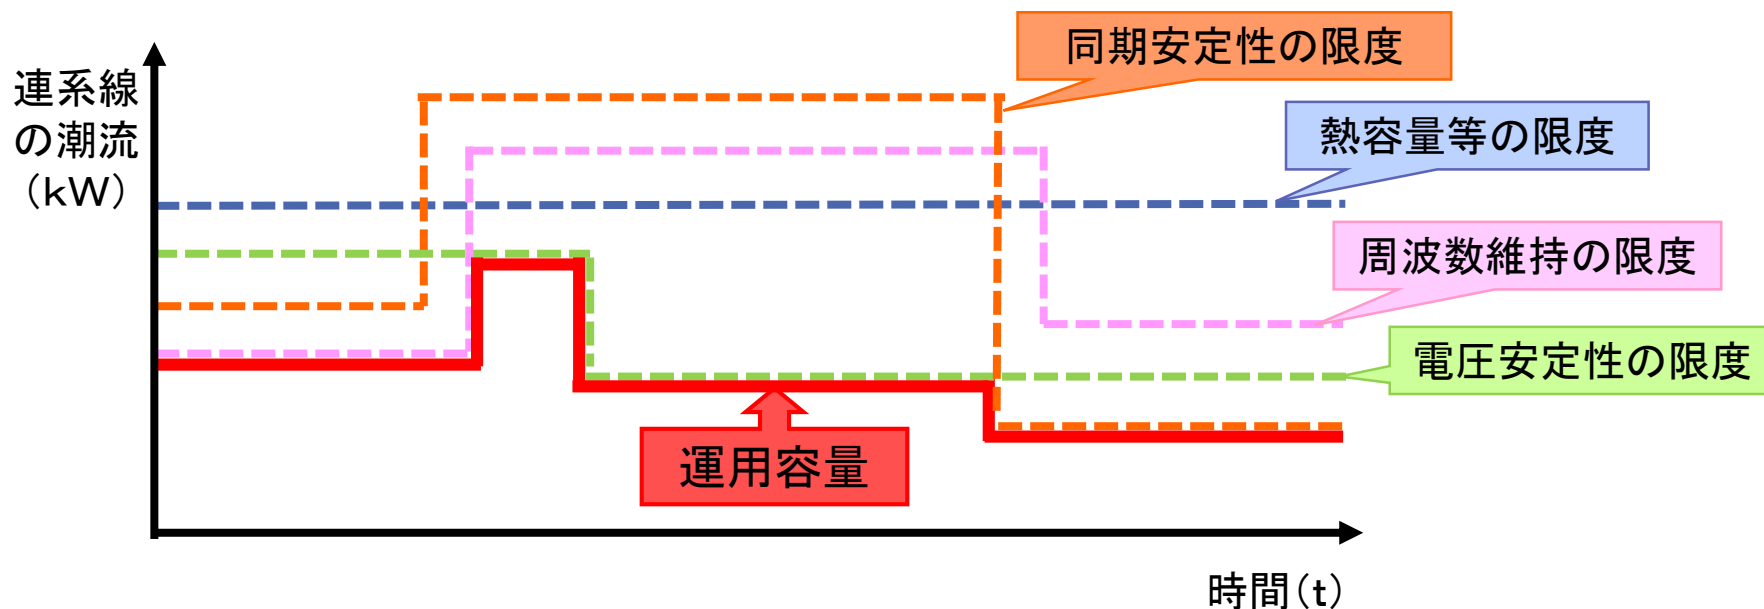 連系線
の潮流
(kW)
同期安定性の限度
熱容量等の限度
周波数維持の限度
電圧安定性の限度
運用容量
時間(t)